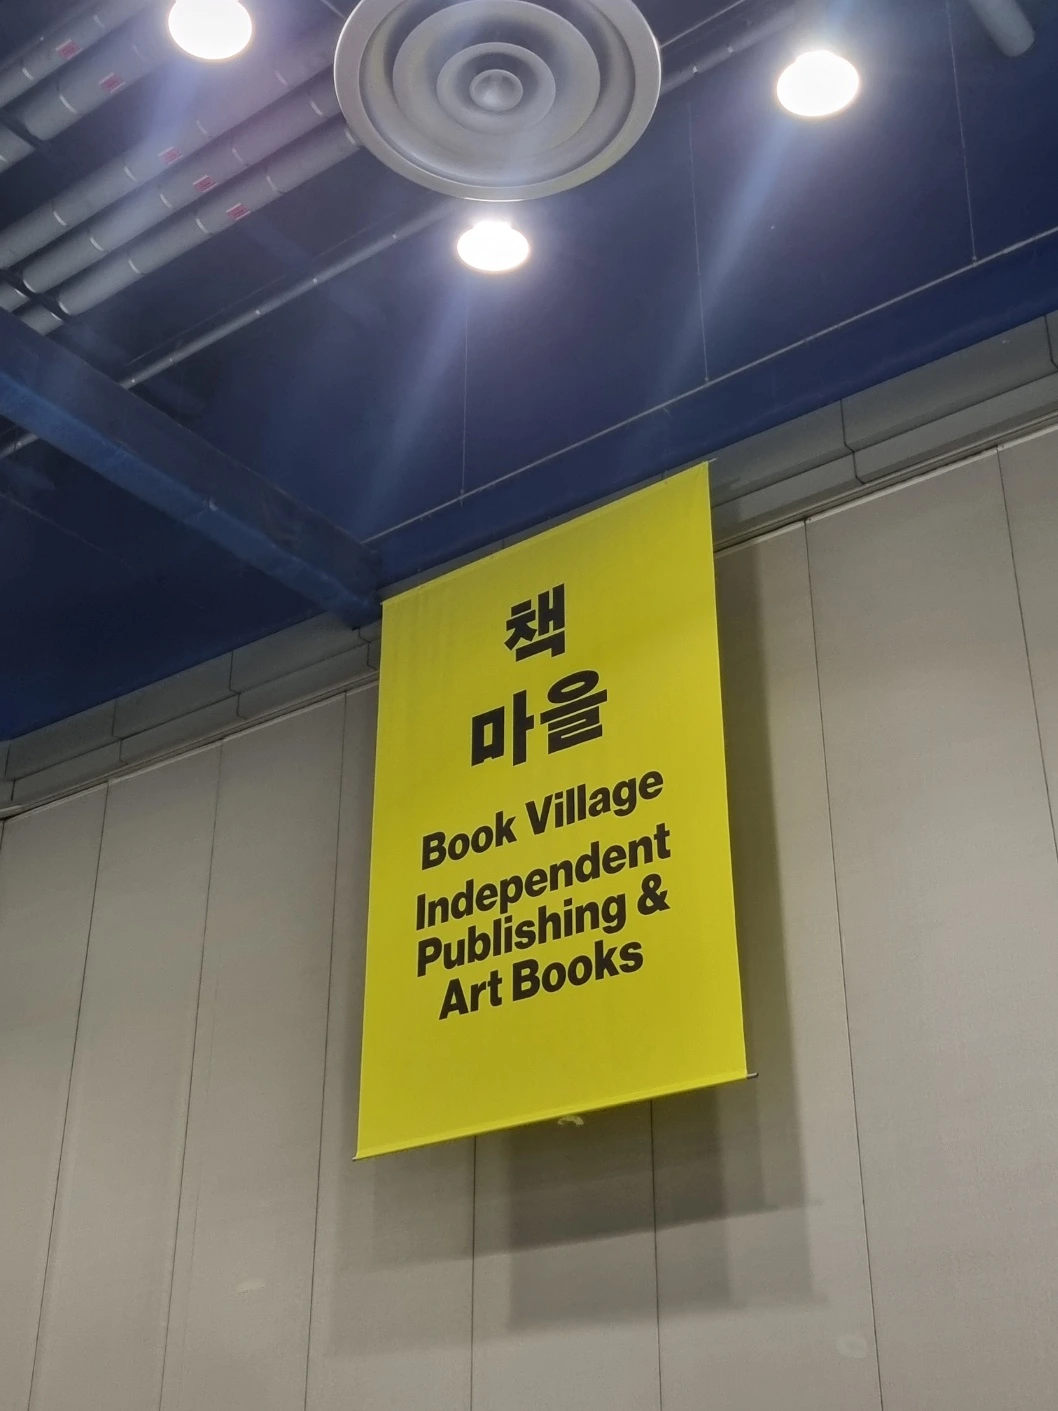 책
마을
Book Village
Independent
Publishing &
Art Books